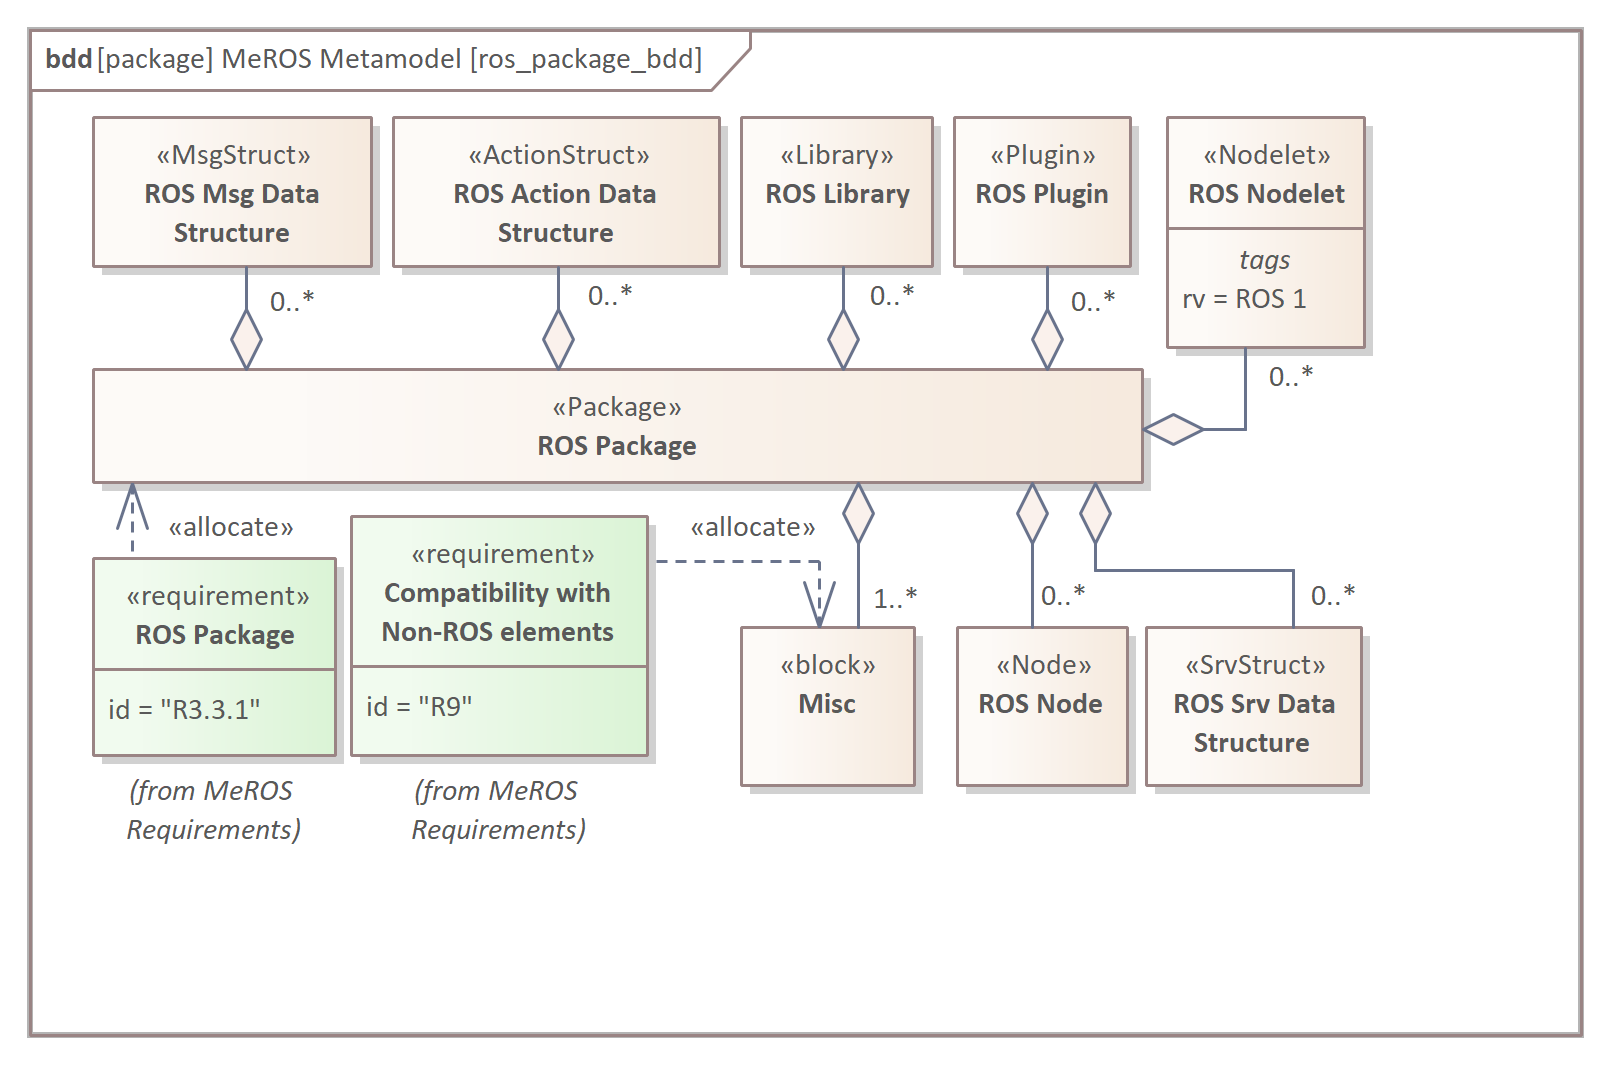 bdd [package] MeROS Metamodel [ros_package_bdd]
«MsgStruct»
ROS Msg Data
Structure
«ActionStruct»
ROS Action Data
Structure
«Library»
ROS Library
«Plugin»
ROS Plugin
«Nodelet»
ROS Nodelet
tags
rv = ROS 1
0..*
0..*
0..*
0..*
0..*
«Package»
ROS Package
«allocate»
«allocate»
«requirement»
ROS Package
id = "R3.3.1"
(from MeROS
Requirements)
«requirement»
Compatibility with
Non-ROS elements
id = "R9"
(from MeROS
Requirements)
1..*
0..*
0..*
«block»
Misc
«Node»
ROS Node
«SrvStruct»
ROS Srv Data
Structure